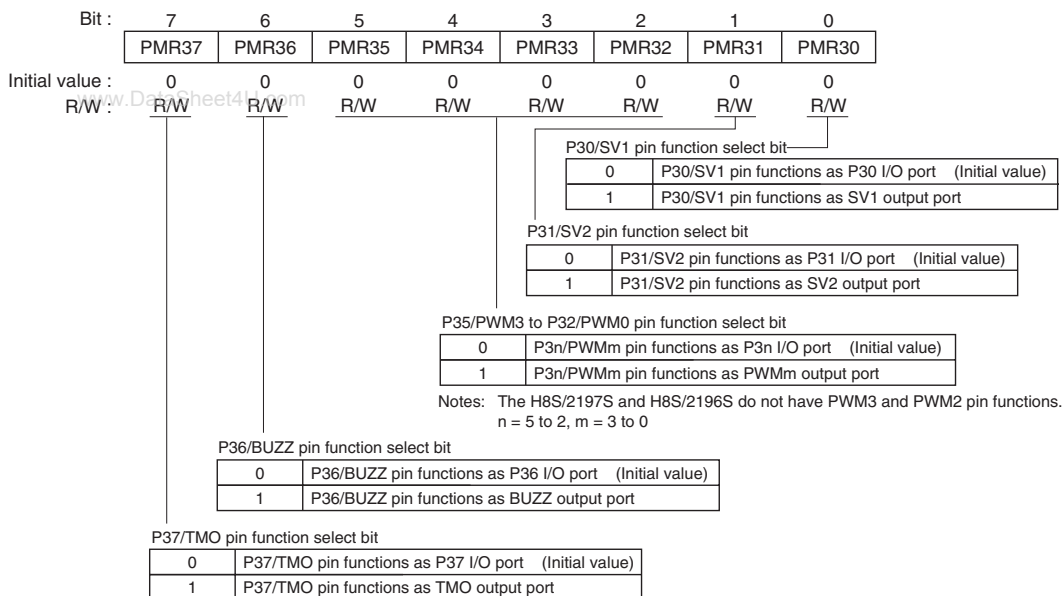 Bit : 7 6 5 4 3 2 1 0
PMR37 PMR36 PMR35 PMR34 PMR33 PMR32 PMR31 PMR30
Initial value : 0 0 0 0 0 0 0 0
www.DataSheet4U.com
R/W : R/W R/W R/W R/W R/W R/W R/W R/W
P30/SV1 pin function select bit
0 P30/SV1 pin functions as P30 I/O port (Initial value)
1 P30/SV1 pin functions as SV1 output port
P31/SV2 pin function select bit
0 P31/SV2 pin functions as P31 I/O port (Initial value)
1 P31/SV2 pin functions as SV2 output port
P35/PWM3 to P32/PWM0 pin function select bit
0 P3n/PWMm pin functions as P3n I/O port (Initial value)
1 P3n/PWMm pin functions as PWMm output port
Notes: The H8S/2197S and H8S/2196S do not have PWM3 and PWM2 pin functions.
n = 5 to 2, m = 3 to 0
P36/BUZZ pin function select bit
0 P36/BUZZ pin functions as P36 I/O port (Initial value)
1 P36/BUZZ pin functions as BUZZ output port
P37/TMO pin function select bit
0 P37/TMO pin functions as P37 I/O port (Initial value)
1 P37/TMO pin functions as TMO output port